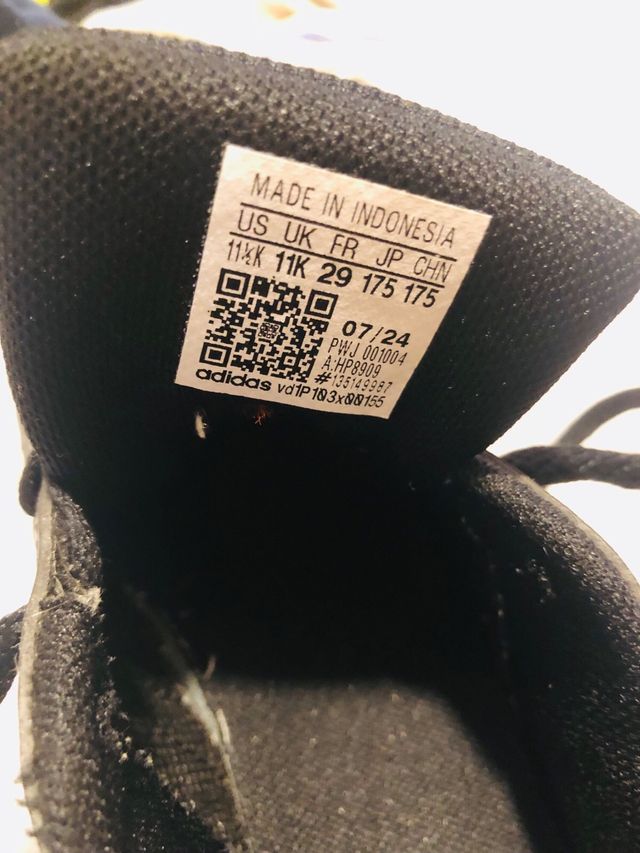 MADE IN INDONESIA
US UK FR JP CHN
11½K 11K 29 175 175
07/24
PWJ 001004
A:HP8909
#135149987
adidas vd1P103x00155